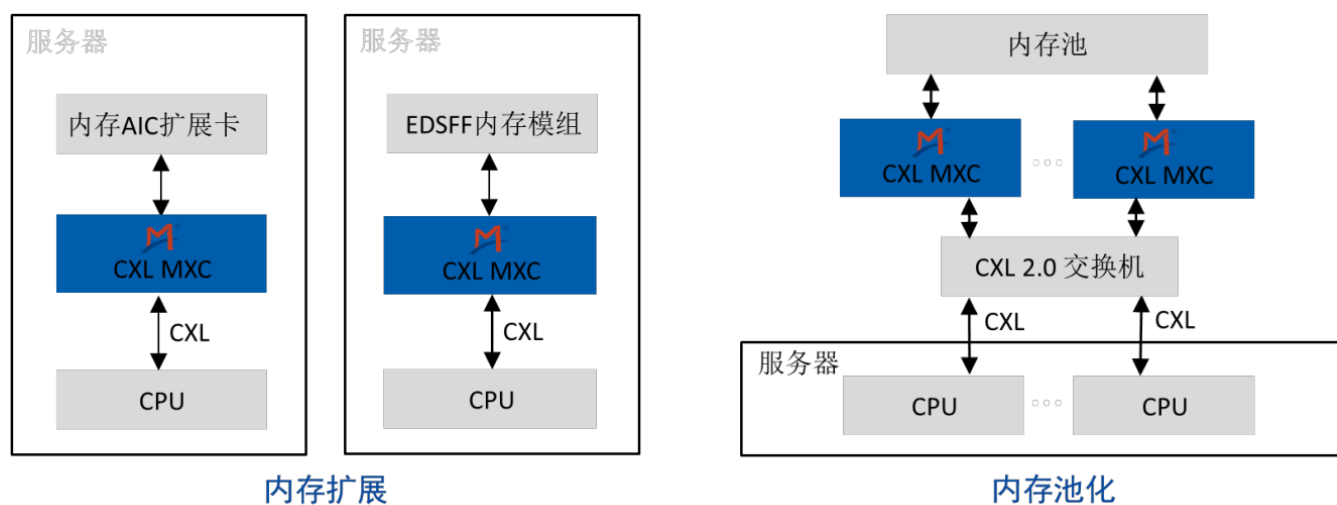 服务器
内存AIC扩展卡
CXL MXC
CXL
CPU
服务器
EDSFF内存模组
CXL MXC
CXL
CPU
内存扩展
内存池
CXL MXC
CXL MXC
CXL 2.0 交换机
CXL
CXL
服务器
CPU
CPU
内存池化